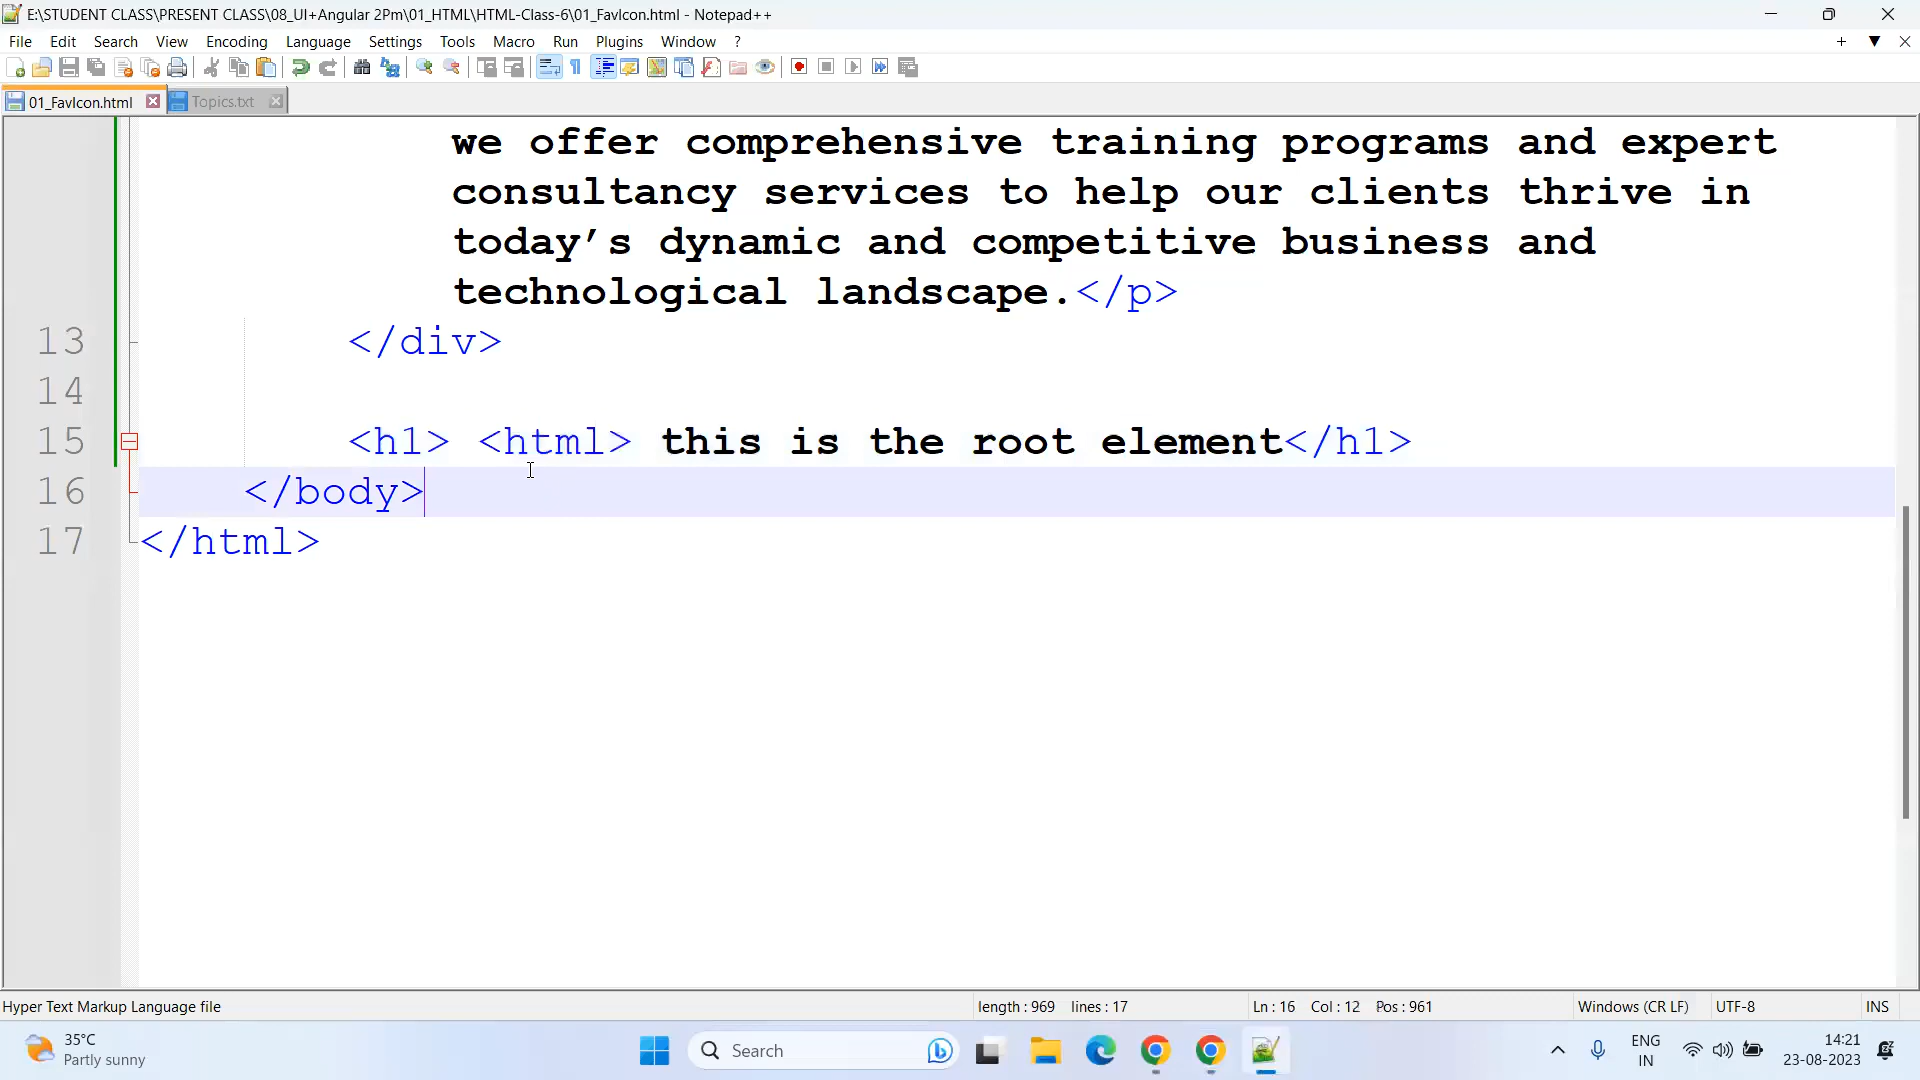 E:\STUDENT CLASS\PRESENT CLASS\08_UI+Angular 2Pm\01_HTML\HTML-Class-6\01_FavIcon.html - Notepad++
File Edit Search View Encoding Language Settings Tools Macro Run Plugins Window ?
01_FavIcon.html Topics.txt
we offer comprehensive training programs and expert
consultancy services to help our clients thrive in
today’s dynamic and competitive business and
technological landscape.</p>
13 </div>
14
15 <h1> <html> this is the root element</h1>
16 </body>
17 </html>
Hyper Text Markup Language file length : 969 lines : 17 Ln : 16 Col : 12 Pos : 961 Windows (CR LF) UTF-8 INS
35°C
Partly sunny
Search
ENG
IN
14:21
23-08-2023